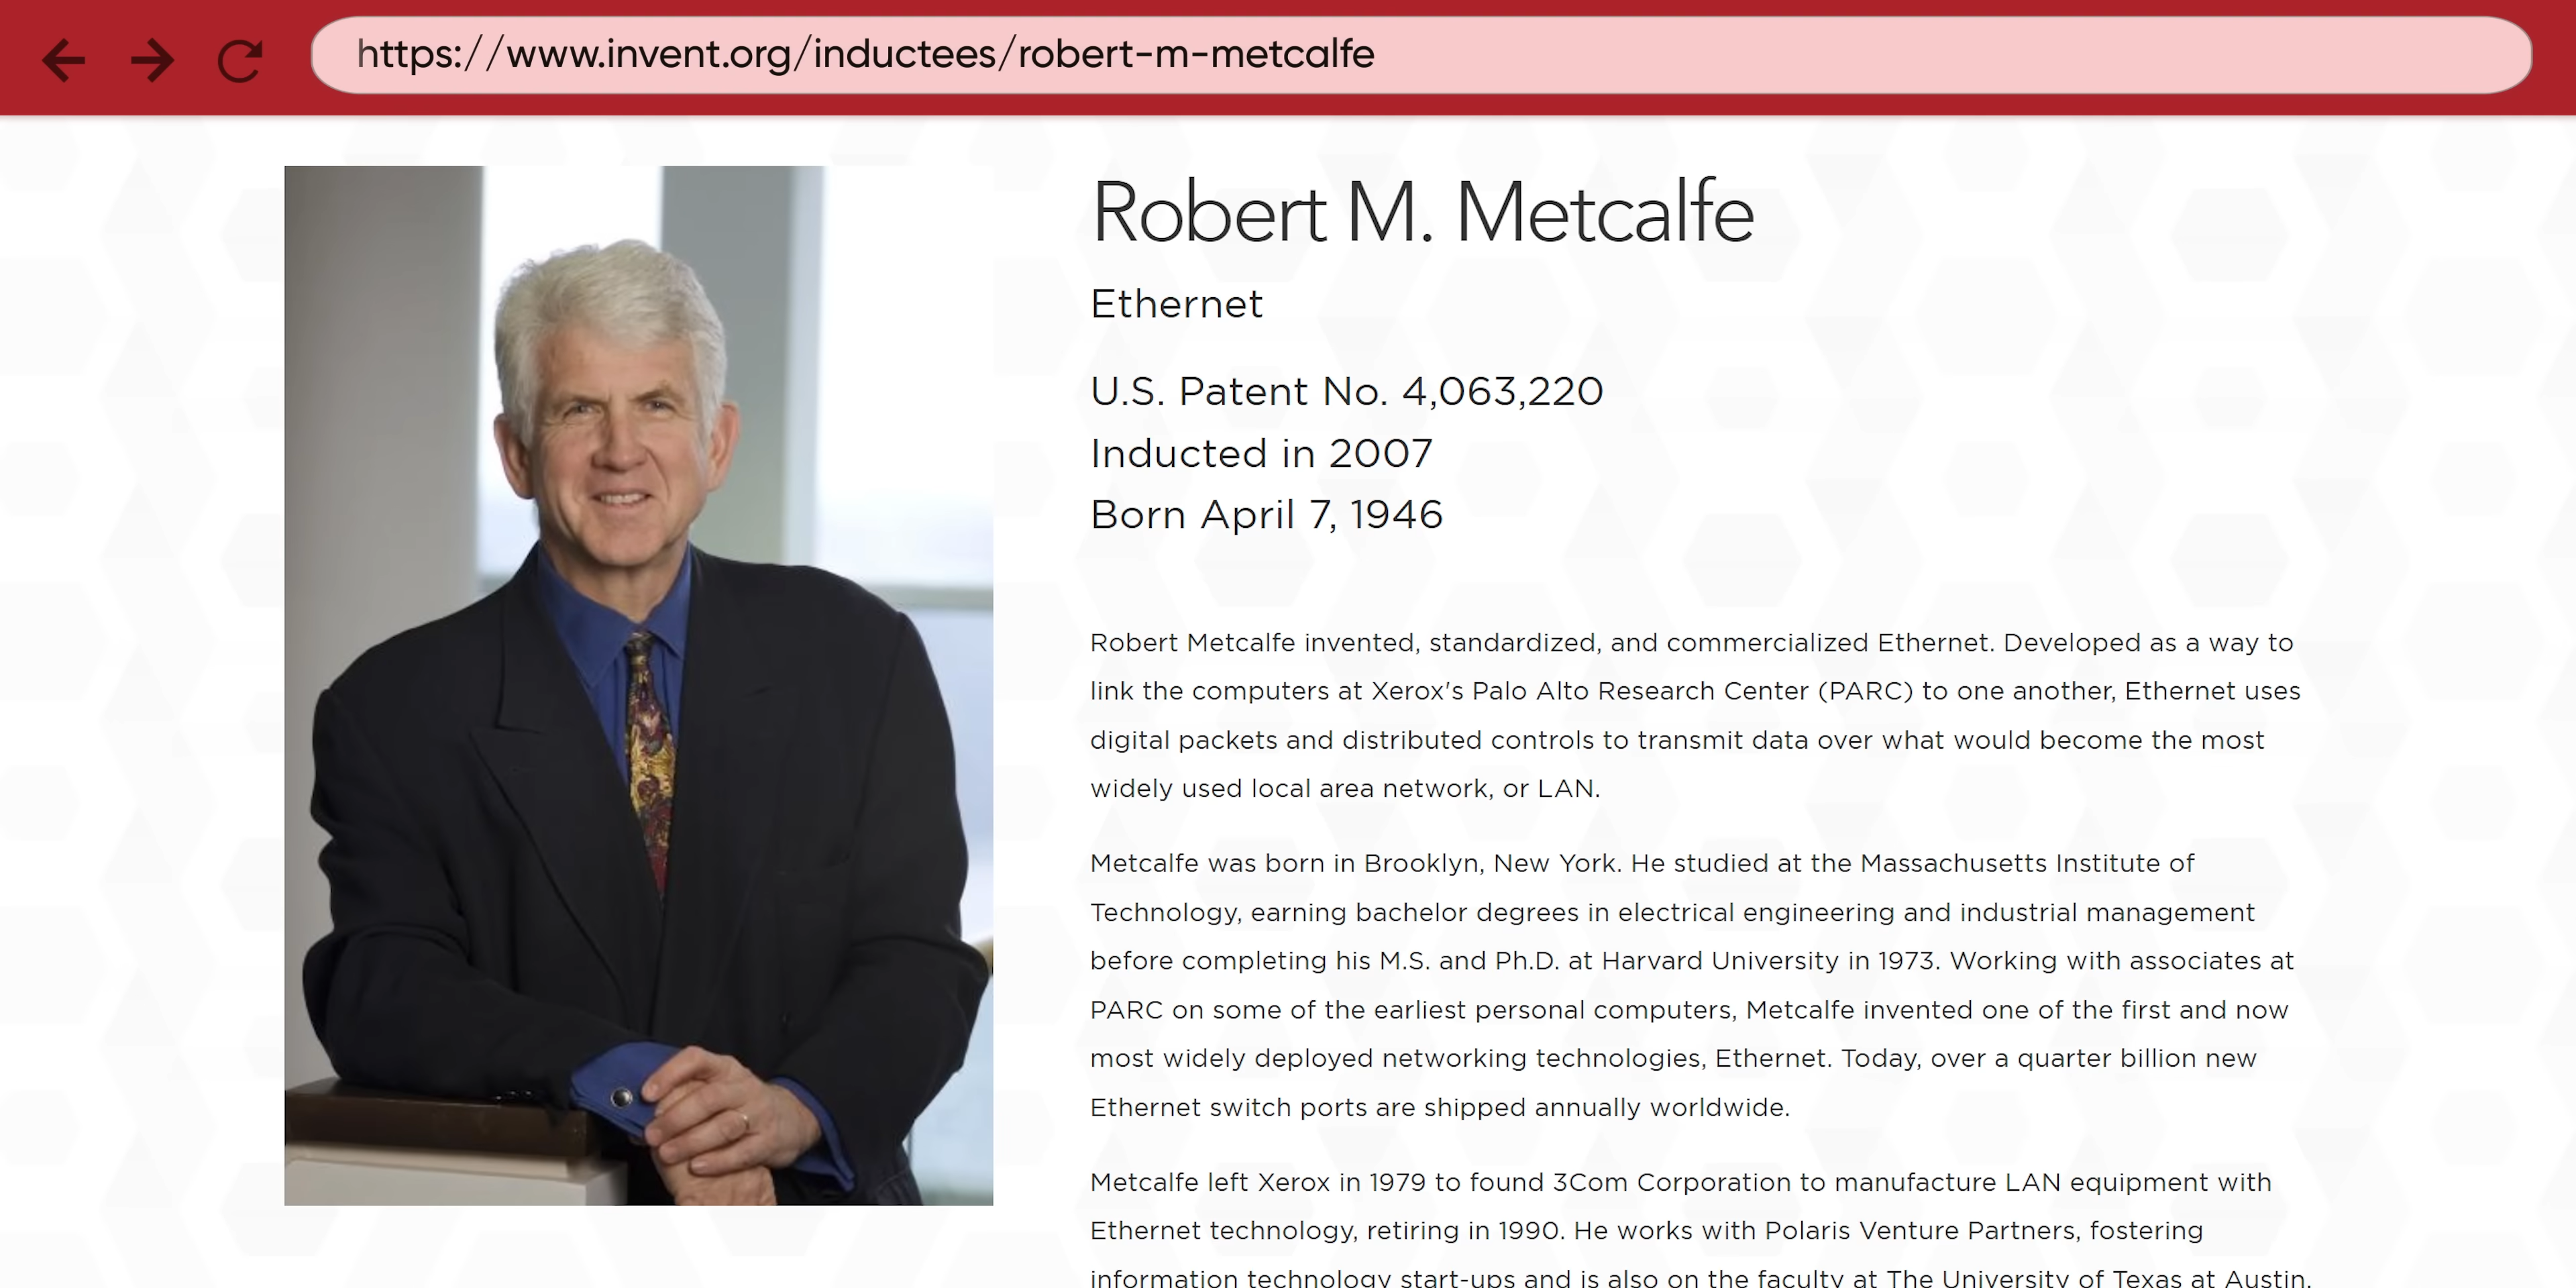 https://www.invent.org/inductees/robert-m-metcalfe
Robert M. Metcalfe
Ethernet
U.S. Patent No. 4,063,220
Inducted in 2007
Born April 7, 1946
Robert Metcalfe invented, standardized, and commercialized Ethernet. Developed as a way to
link the computers at Xerox's Palo Alto Research Center (PARC) to one another, Ethernet uses
digital packets and distributed controls to transmit data over what would become the most
widely used local area network, or LAN.
Metcalfe was born in Brooklyn, New York. He studied at the Massachusetts Institute of
Technology, earning bachelor degrees in electrical engineering and industrial management
before completing his M.S. and Ph.D. at Harvard University in 1973. Working with associates at
PARC on some of the earliest personal computers, Metcalfe invented one of the first and now
most widely deployed networking technologies, Ethernet. Today, over a quarter billion new
Ethernet switch ports are shipped annually worldwide.
Metcalfe left Xerox in 1979 to found 3Com Corporation to manufacture LAN equipment with
Ethernet technology, retiring in 1990. He works with Polaris Venture Partners, fostering
information technology start-ups and is also on the faculty at The University of Texas at Austin.